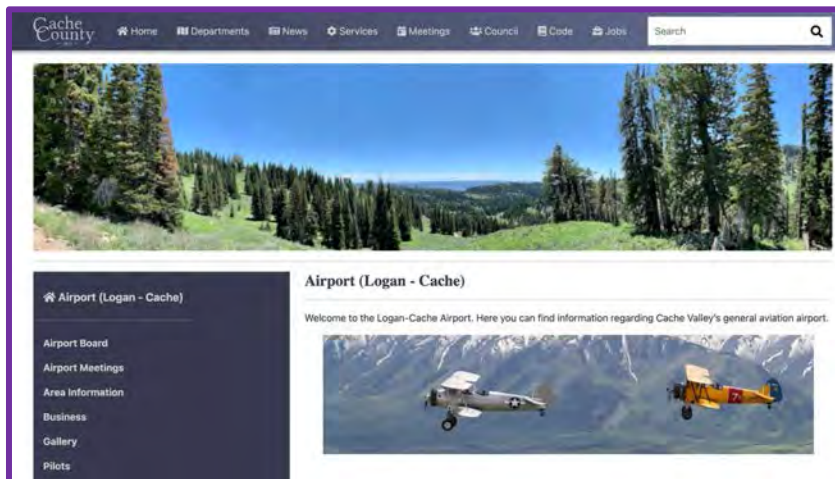 Cache
County
Home Departments News Services Meetings Council Code Jobs Search
Airport (Logan - Cache)
Airport Board
Airport Meetings
Area Information
Business
Gallery
Pilots
Airport (Logan - Cache)
Welcome to the Logan-Cache Airport. Here you can find information regarding Cache Valley's general aviation airport.